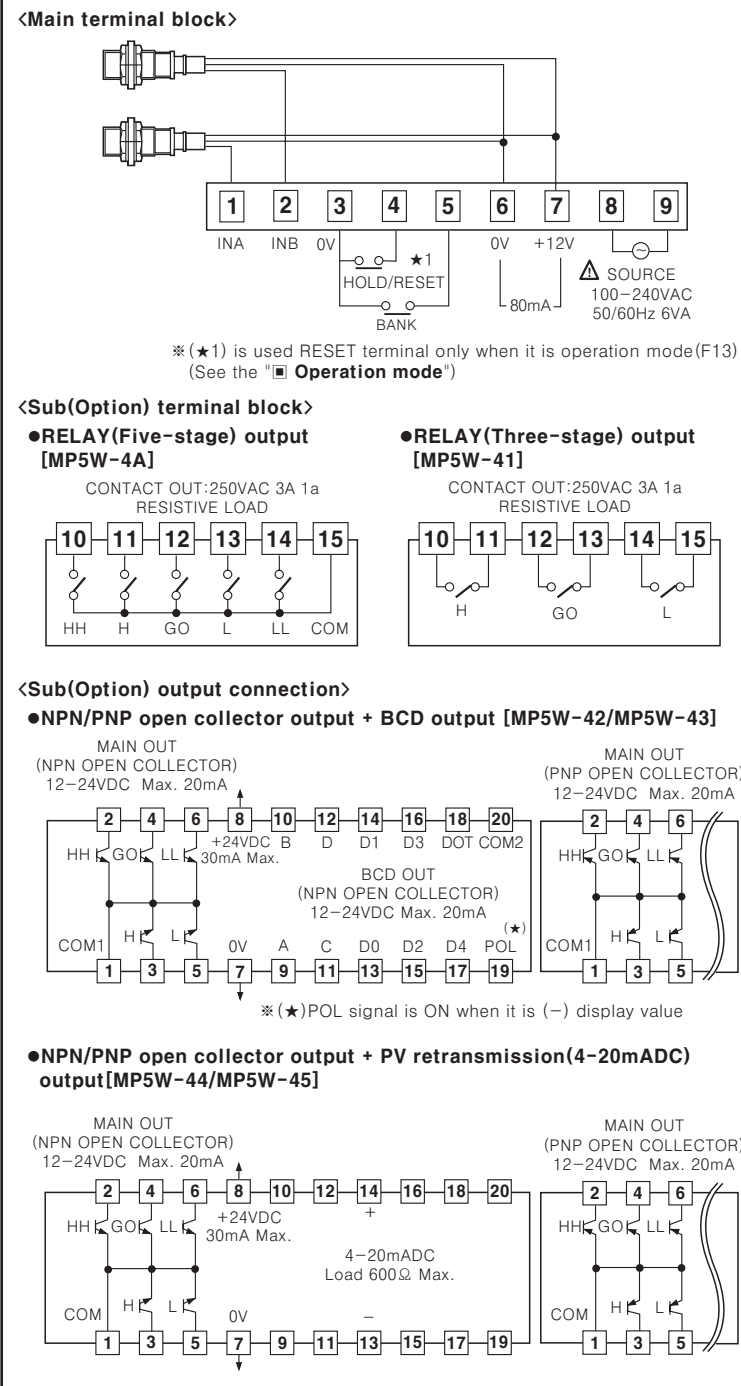 <Main terminal block>
1 2 3 4 5 6 7 8 9
INA INB 0V 0V +12V
★1
HOLD/RESET
BANK
80mA
⚠ SOURCE
100-240VAC
50/60Hz 6VA
※(★1) is used RESET terminal only when it is operation mode(F13)
(See the "▣ Operation mode")
<Sub(Option) terminal block>
●RELAY(Five-stage) output
[MP5W-4A]
CONTACT OUT:250VAC 3A 1a
RESISTIVE LOAD
10 11 12 13 14 15
HH H GO L LL COM
●RELAY(Three-stage) output
[MP5W-41]
CONTACT OUT:250VAC 3A 1a
RESISTIVE LOAD
10 11 12 13 14 15
H GO L
<Sub(Option) output connection>
●NPN/PNP open collector output + BCD output [MP5W-42/MP5W-43]
MAIN OUT
(NPN OPEN COLLECTOR)
12-24VDC Max. 20mA
2 4 6 8 10 12 14 16 18 20
HH GO LL +24VDC B D D1 D3 DOT COM2
30mA Max.
BCD OUT
(NPN OPEN COLLECTOR)
12-24VDC Max. 20mA
(★)
COM1 H L 0V A C D0 D2 D4 POL
1 3 5 7 9 11 13 15 17 19
MAIN OUT
(PNP OPEN COLLECTOR)
12-24VDC Max. 20mA
2 4 6
HH GO LL
COM1 H L
1 3 5
※(★)POL signal is ON when it is (-) display value
●NPN/PNP open collector output + PV retransmission(4-20mADC)
output[MP5W-44/MP5W-45]
MAIN OUT
(NPN OPEN COLLECTOR)
12-24VDC Max. 20mA
2 4 6 8 10 12 14 16 18 20
HH GO LL +24VDC +
30mA Max.
4-20mADC
Load 600Ω Max.
COM H L 0V -
1 3 5 7 9 11 13 15 17 19
MAIN OUT
(PNP OPEN COLLECTOR)
12-24VDC Max. 20mA
2 4 6
HH GO LL
COM H L
1 3 5